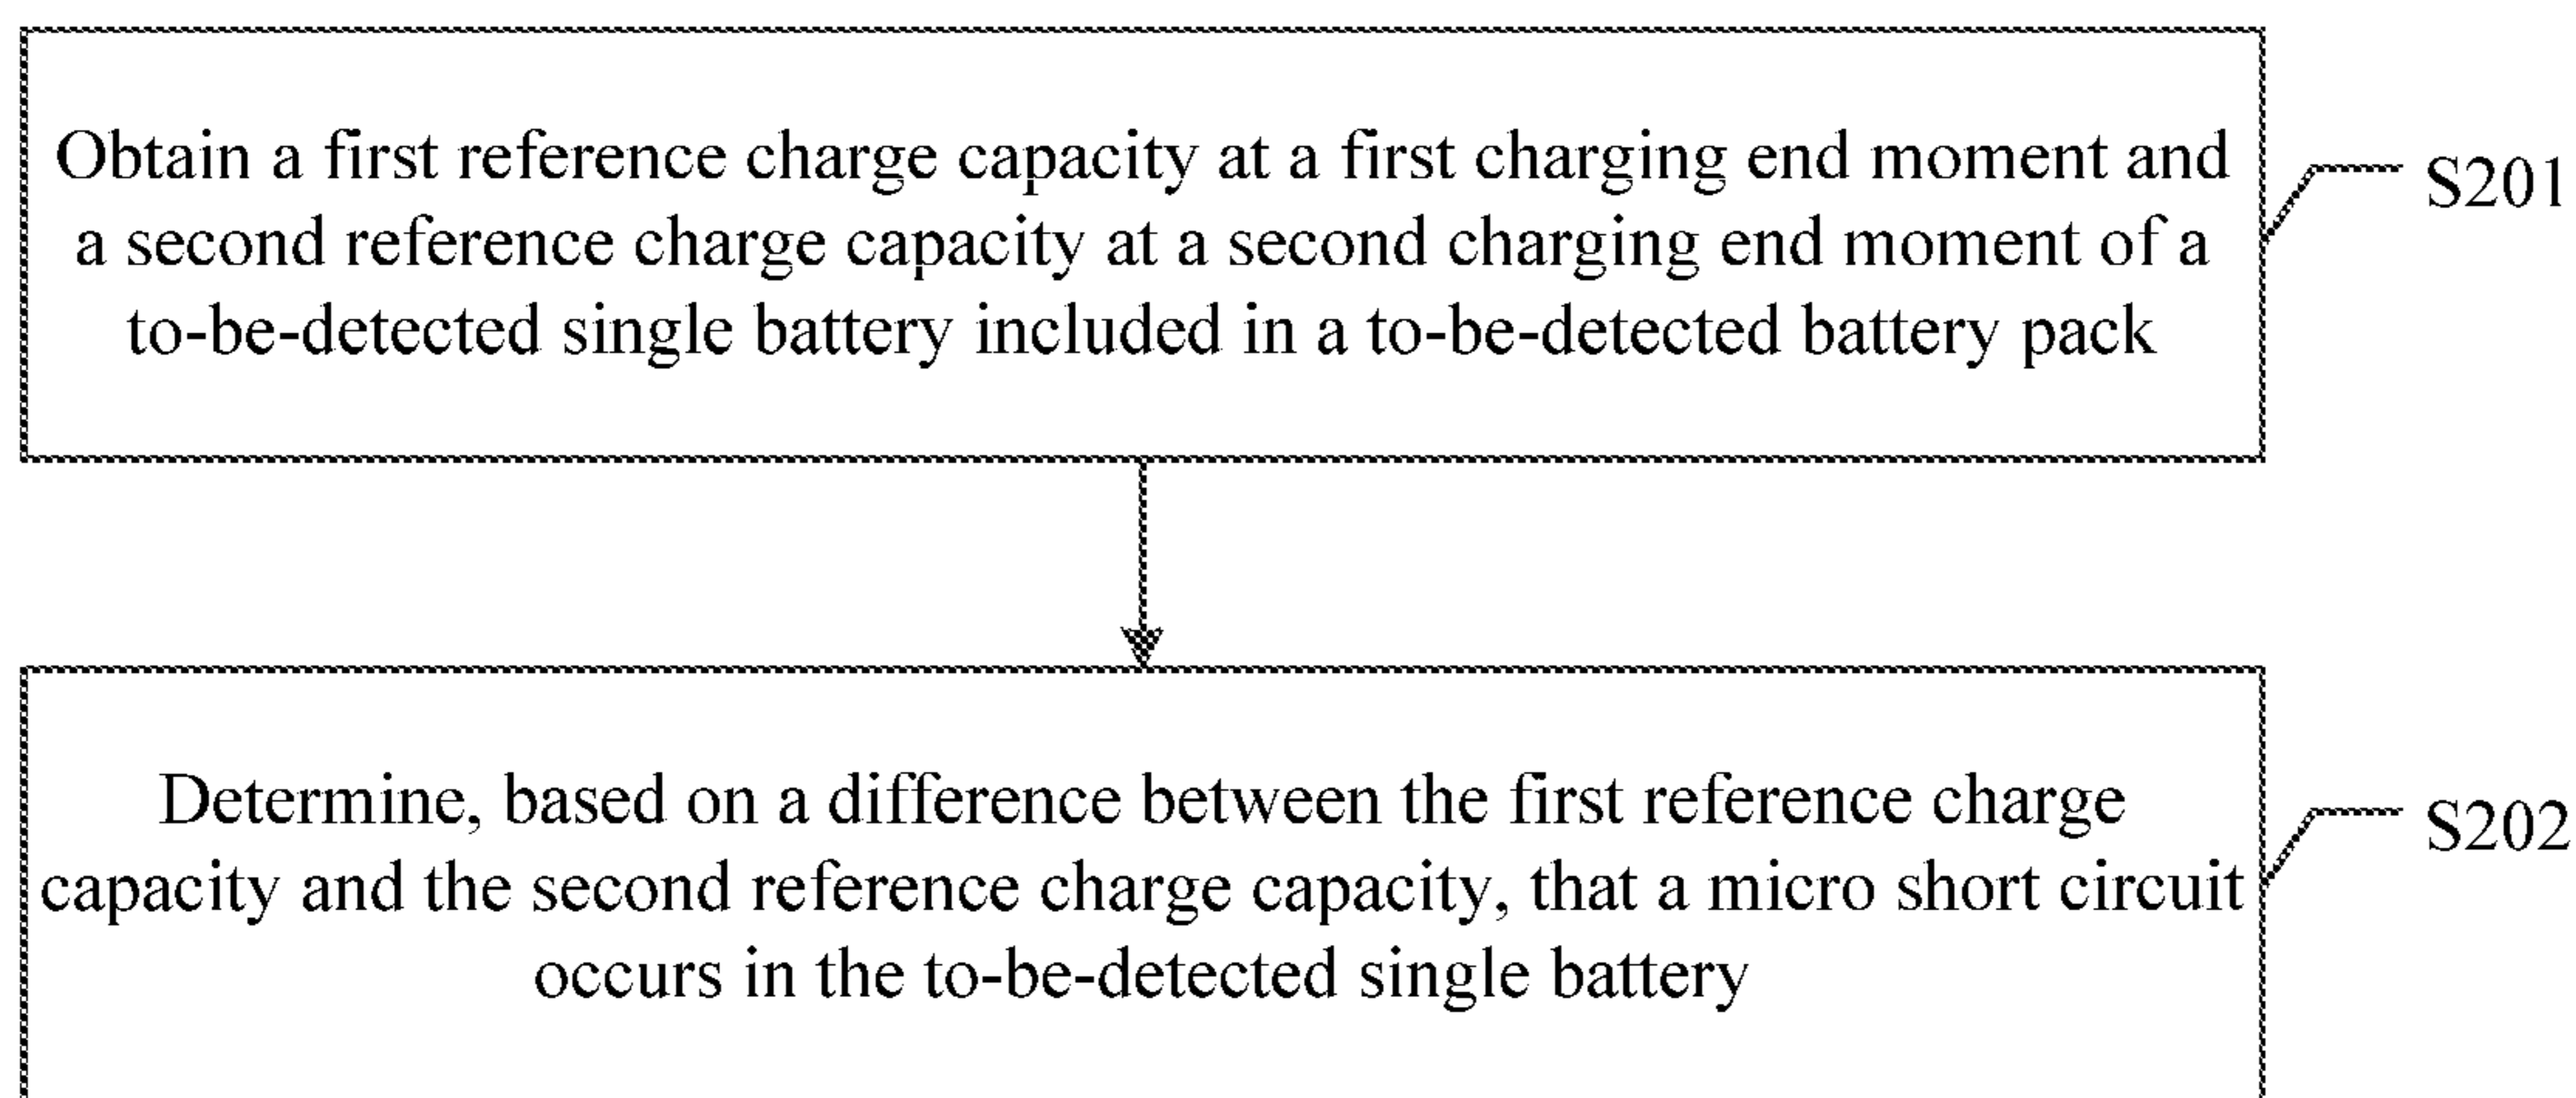 Obtain a first reference charge capacity at a first charging end moment and
a second reference charge capacity at a second charging end moment of a
to-be-detected single battery included in a to-be-detected battery pack
S201
Determine, based on a difference between the first reference charge
capacity and the second reference charge capacity, that a micro short circuit
occurs in the to-be-detected single battery
S202